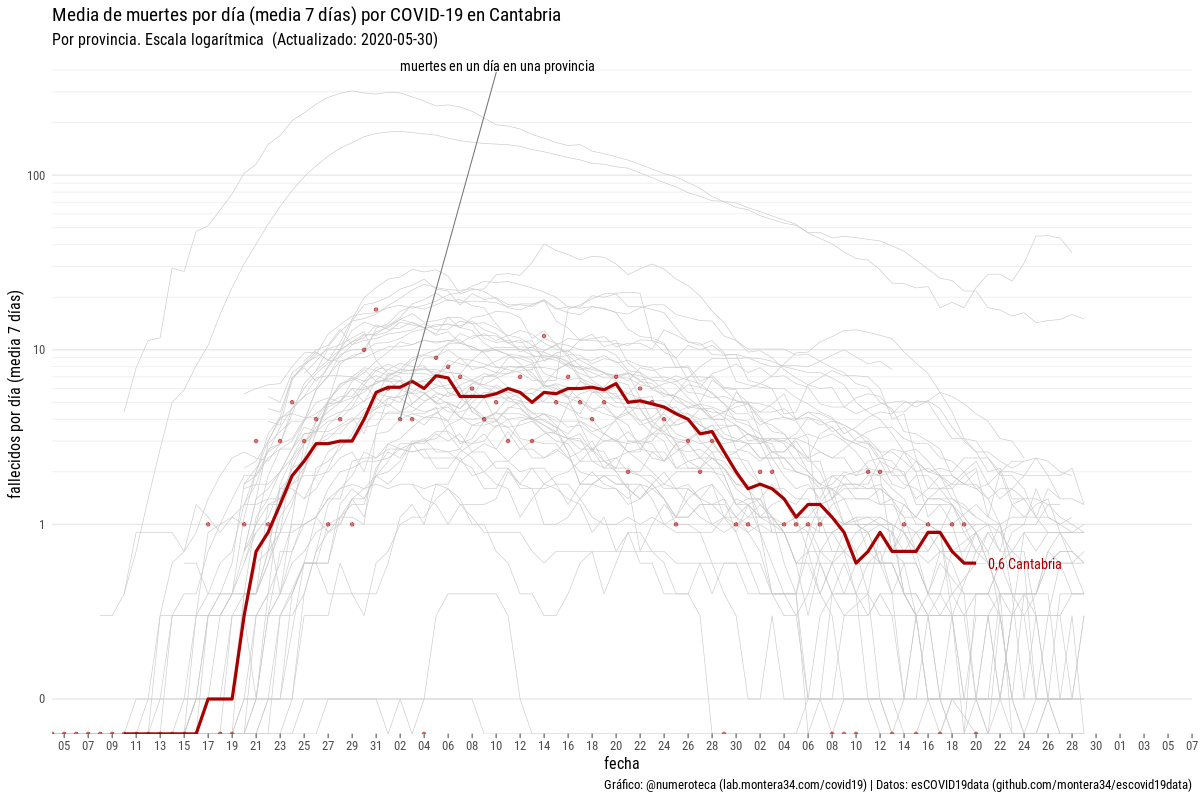 Media de muertes por día (media 7 días) por COVID-19 en Cantabria
Por provincia. Escala logarítmica  (Actualizado: 2020-05-30)
muertes en un día en una provincia
fallecidos por día (media 7 días)
100
10
1
0
0,6 Cantabria
05 07 09 11 13 15 17 19 21 23 25 27 29 31 02 04 06 08 10 12 14 16 18 20 22 24 26 28 30 02 04 06 08 10 12 14 16 18 20 22 24 26 28 30 01 03 05 07
fecha
Gráfico: @numeroteca (lab.montera34.com/covid19) | Datos: esCOVID19data (github.com/montera34/escovid19data)